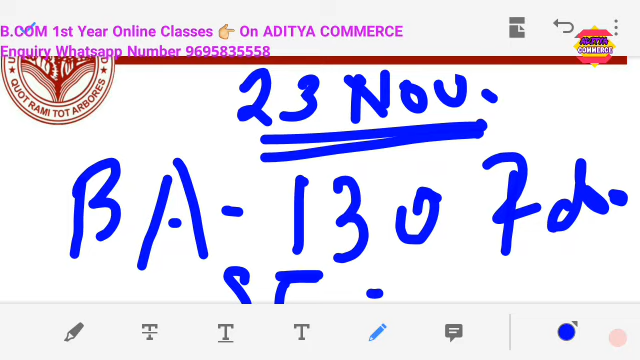 B.COM 1st Year Online Classes 👉 On ADITYA COMMERCE
Enquiry Whatsapp Number 9695835558
ADITYA
COMMERCE
QUOT RAMI TOT ARBORES
23 Nov.
BA - 130
T T T